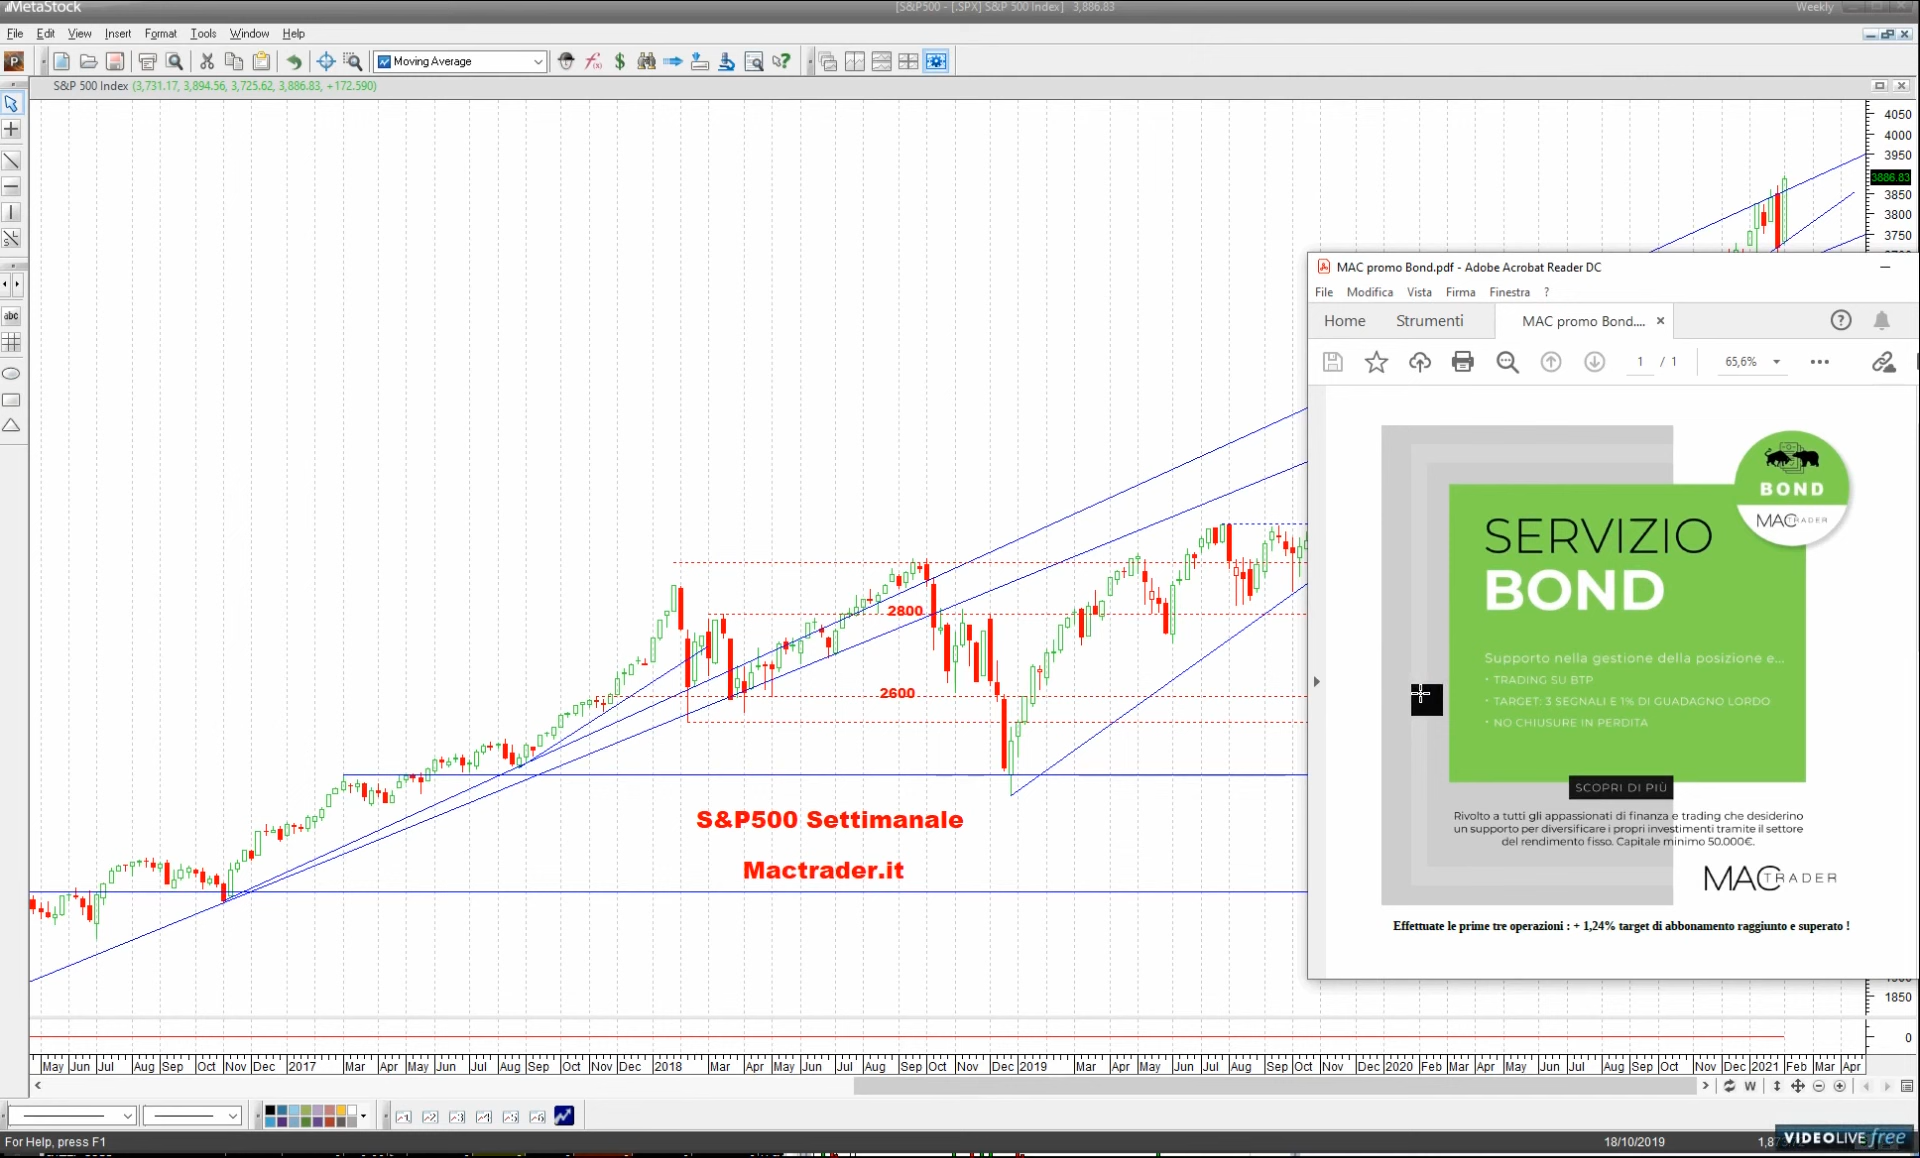 MetaStock
[S&P500 - [.SPX] S&P 500 Index]   3,886.83
Weekly
File Edit View Insert Format Tools Window Help
Moving Average
S&P 500 Index (3,731.17, 3,894.56, 3,725.62, 3,886.83, +172.590)
abc
4050
4000
3950
3886.83
3850
3800
3750
MAC promo Bond.pdf - Adobe Acrobat Reader DC
File Modifica Vista Firma Finestra ?
Home Strumenti MAC promo Bond....
1 / 1 65,6%
BOND
MACTRADER
SERVIZIO
BOND
Supporto nella gestione della posizione e...
· TRADING SU BTP
· TARGET: 3 SEGNALI E 1% DI GUADAGNO LORDO
· NO CHIUSURE IN PERDITA
SCOPRI DI PIÙ
Rivolto a tutti gli appassionati di finanza e trading che desiderino
un supporto per diversificare i propri investimenti tramite il settore
del rendimento fisso. Capitale minimo 50.000€.
MACTRADER
Effettuate le prime tre operazioni : + 1,24% target di abbonamento raggiunto e superato !
2800
2600
S&P500 Settimanale
Mactrader.it
1850
0
May Jun Jul Aug Sep Oct Nov Dec 2017 Mar Apr May Jun Jul Aug Sep Oct Nov Dec 2018 Mar Apr May Jun Jul Aug Sep Oct Nov Dec 2019 Mar Apr May Jun Jul Aug Sep Oct Nov Dec 2020 Feb Mar Apr May Jun Jul Aug Sep Oct Nov Dec 2021 Feb Mar Apr
W
For Help, press F1
18/10/2019
VIDEOLIVE free